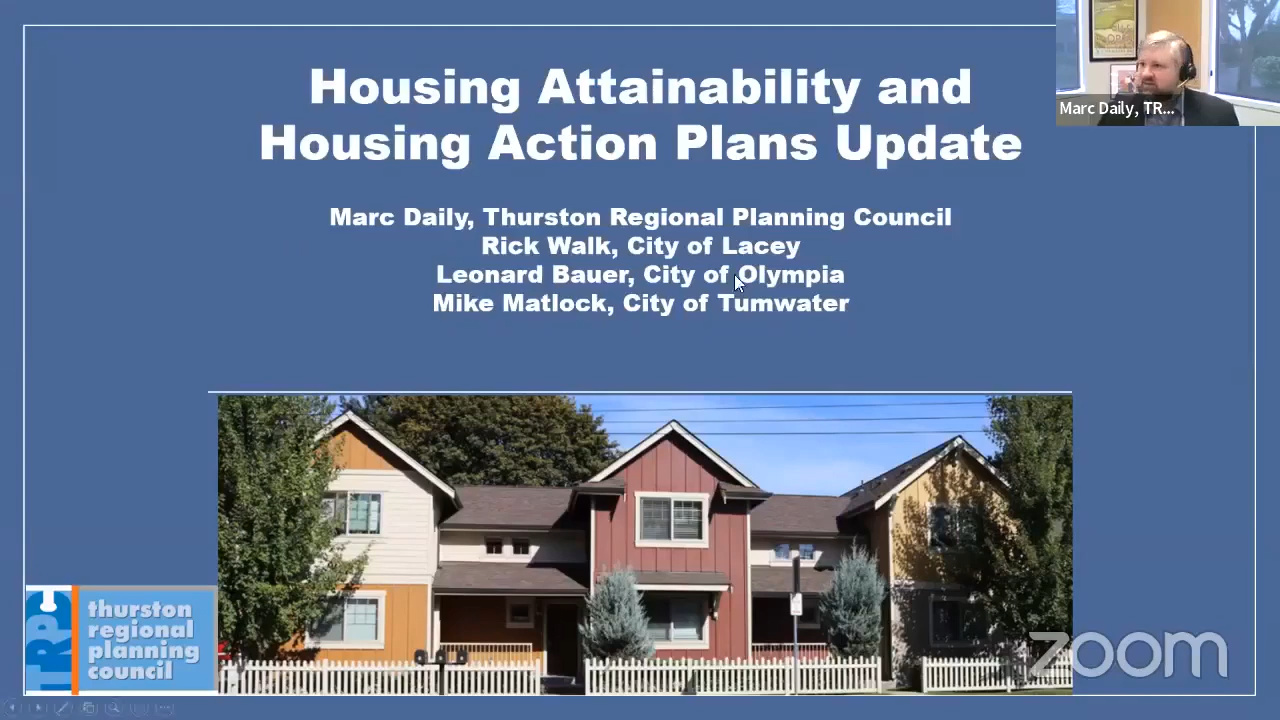 Housing Attainability and
Housing Action Plans Update
Marc Daily, TR...
Marc Daily, Thurston Regional Planning Council
Rick Walk, City of Lacey
Leonard Bauer, City of Olympia
Mike Matlock, City of Tumwater
TRPC
thurston
regional
planning
council
zoom